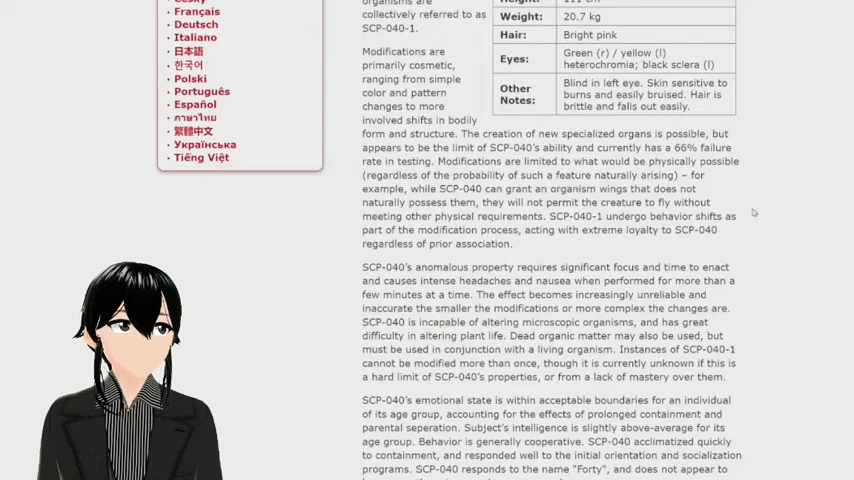 Česky
Français
Deutsch
Italiano
日本語
한국어
Polski
Português
Español
ภาษาไทย
繁體中文
Українська
Tiếng Việt
organisms are
collectively referred to as
SCP-040-1.
Modifications are
primarily cosmetic,
ranging from simple
color and pattern
changes to more
involved shifts in bodily
form and structure. The creation of new specialized organs is possible, but
appears to be the limit of SCP-040's ability and currently has a 66% failure
rate in testing. Modifications are limited to what would be physically possible
(regardless of the probability of such a feature naturally arising) – for
example, while SCP-040 can grant an organism wings that does not
naturally possess them, they will not permit the creature to fly without
meeting other physical requirements. SCP-040-1 undergo behavior shifts as
part of the modification process, acting with extreme loyalty to SCP-040
regardless of prior association.
Height: 111 cm
Weight: 20.7 kg
Hair: Bright pink
Eyes: Green (r) / yellow (l)
heterochromia; black sclera (l)
Other Notes: Blind in left eye. Skin sensitive to
burns and easily bruised. Hair is
brittle and falls out easily.
SCP-040's anomalous property requires significant focus and time to enact
and causes intense headaches and nausea when performed for more than a
few minutes at a time. The effect becomes increasingly unreliable and
inaccurate the smaller the modifications or more complex the changes are.
SCP-040 is incapable of altering microscopic organisms, and has great
difficulty in altering plant life. Dead organic matter may also be used, but
must be used in conjunction with a living organism. Instances of SCP-040-1
cannot be modified more than once, though it is currently unknown if this is
a hard limit of SCP-040's properties, or from a lack of mastery over them.
SCP-040's emotional state is within acceptable boundaries for an individual
of its age group, accounting for the effects of prolonged containment and
parental seperation. Subject's intelligence is slightly above-average for its
age group. Behavior is generally cooperative. SCP-040 acclimatized quickly
to containment, and responded well to the initial orientation and socialization
programs. SCP-040 responds to the name "Forty", and does not appear to